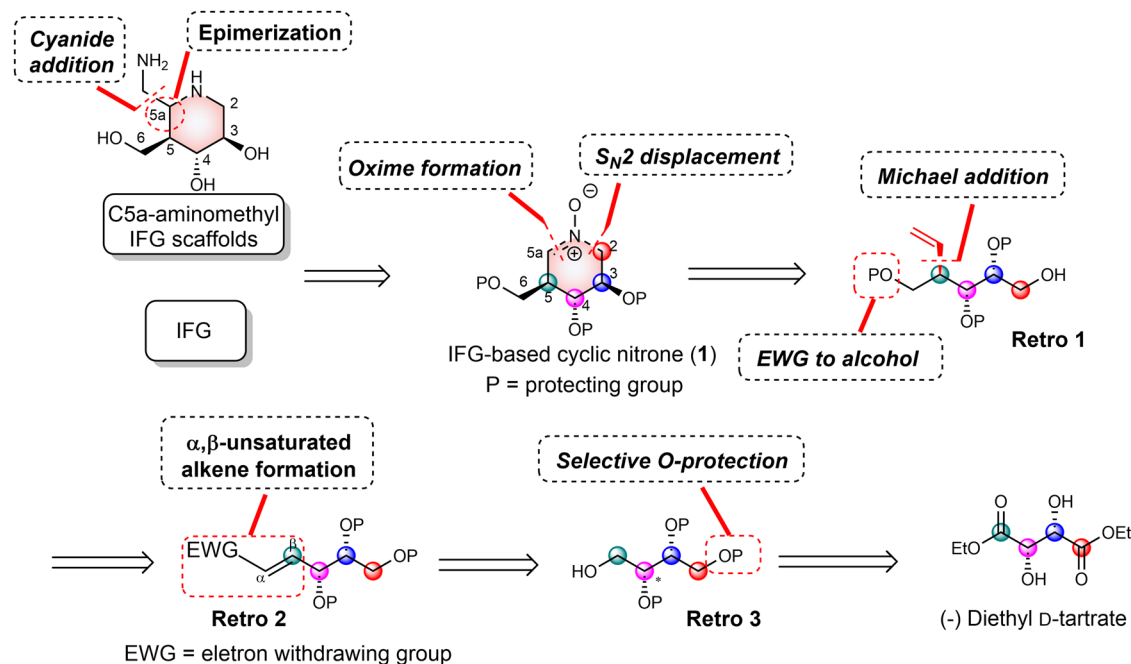 Cyanide
addition
Epimerization
NH2
H
N
5a
2
3
HO
6
5
4
OH
OH
C5a-aminomethyl
IFG scaffolds
IFG
Oxime formation
SN2 displacement
O
⊖
N
⊕
5a
2
3
PO
6
5
4
OP
OP
IFG-based cyclic nitrone (1)
P = protecting group
Michael addition
PO
OP
OH
OP
Retro 1
EWG to alcohol
α,β-unsaturated
alkene formation
EWG
β
α
OP
OP
OP
Retro 2
EWG = eletron withdrawing group
Selective O-protection
OP
OP
HO
*
OP
Retro 3
O
OH
OEt
EtO
OH
O
(-) Diethyl D-tartrate